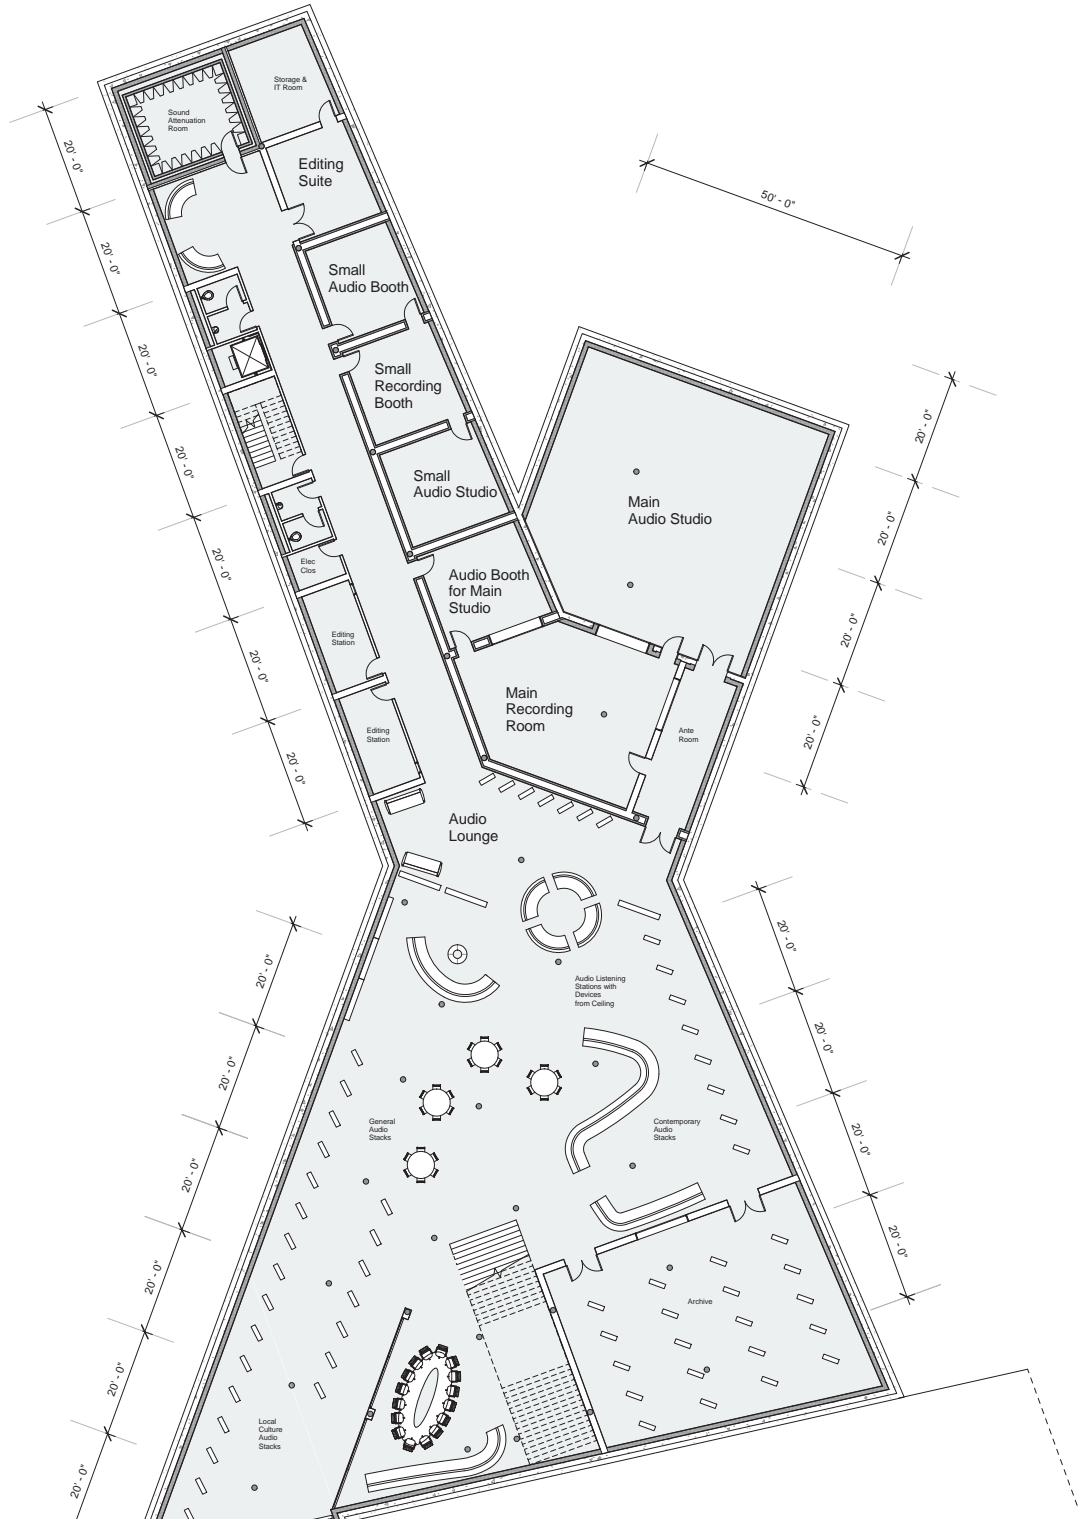 Storage &
IT Room
Sound
Attenuation
Room
20' - 0"
Editing
Suite
50' - 0"
20' - 0"
Small
Audio Booth
20' - 0"
Small
Recording
Booth
20' - 0"
20' - 0"
Small
Audio Studio
Main
Audio Studio
20' - 0"
20' - 0"
Elec
Clos
Audio Booth
for Main
Studio
20' - 0"
Editing
Station
20' - 0"
20' - 0"
Main
Recording
Room
Editing
Station
Ante
Room
20' - 0"
20' - 0"
Audio
Lounge
20' - 0"
20' - 0"
Audio Listening
Stations with
Devices
from Ceiling
20' - 0"
20' - 0"
General
Audio
Stacks
Contemporary
Audio
Stacks
20' - 0"
20' - 0"
20' - 0"
20' - 0"
Archive
20' - 0"
Local
Culture
Audio
Stacks
20' - 0"